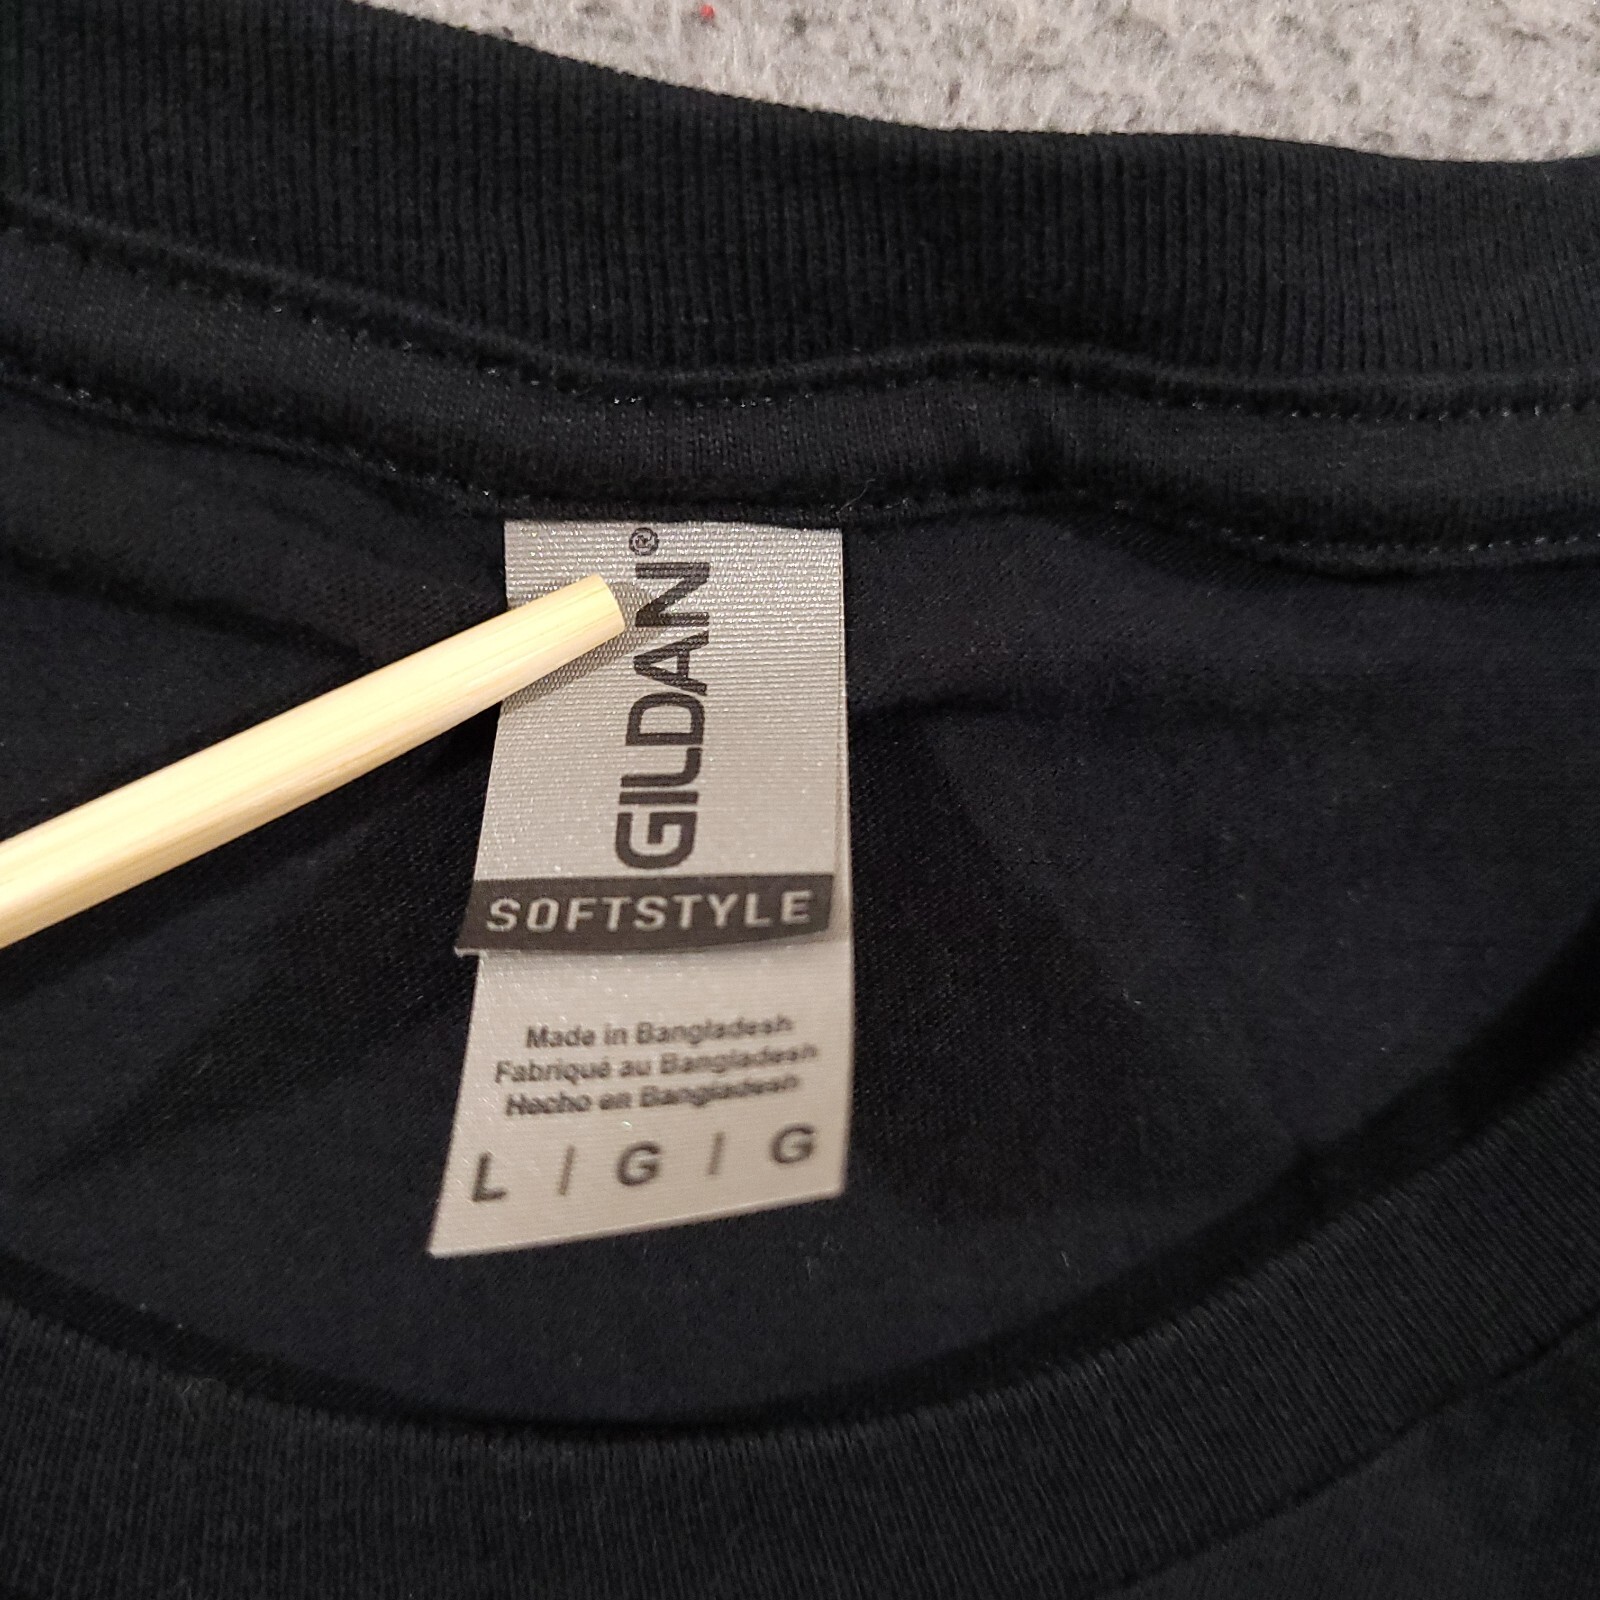 GILDAN®
SOFTSTYLE
Made in Bangladesh
Fabriqué au Bangladesh
Hecho en Bangladesh
L / G / G